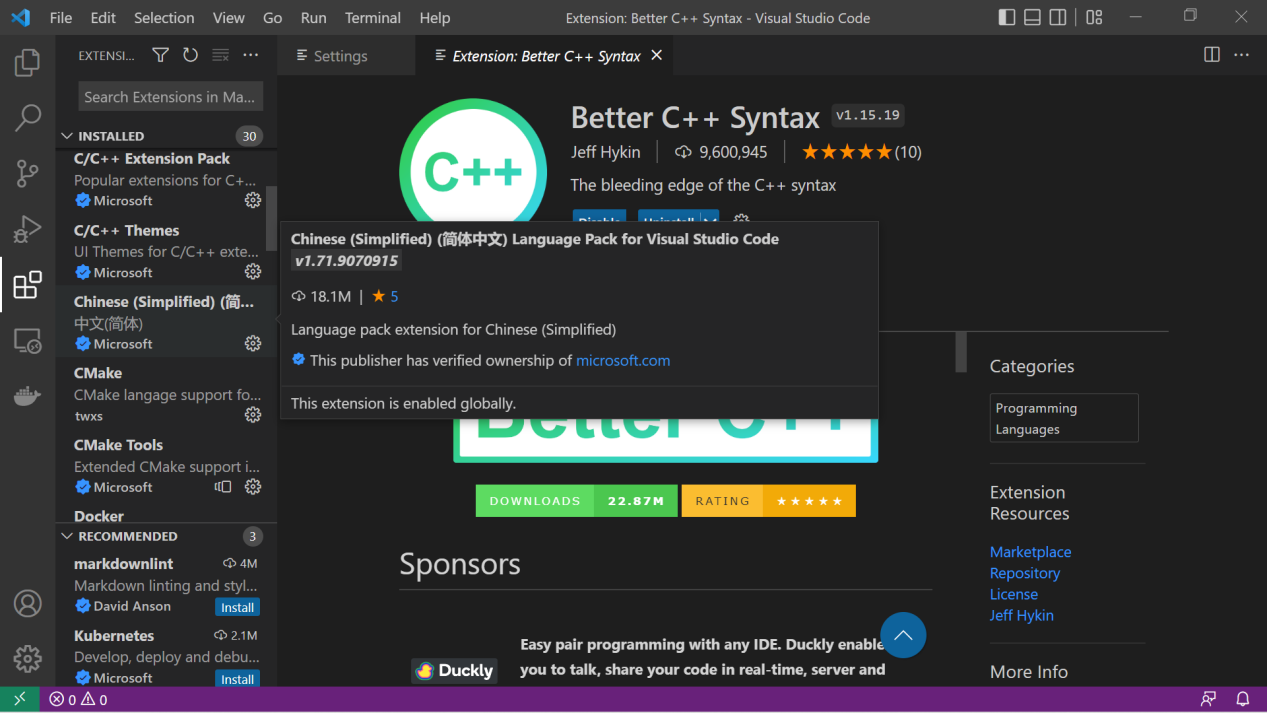 File Edit Selection View Go Run Terminal Help
Extension: Better C++ Syntax - Visual Studio Code
EXTENSI...
Search Extensions in Ma...
INSTALLED 30
C/C++ Extension Pack
Popular extensions for C+...
Microsoft
C/C++ Themes
UI Themes for C/C++ exte...
Microsoft
Chinese (Simplified) (简...
中文(简体)
Microsoft
CMake
CMake langage support fo...
twxs
CMake Tools
Extended CMake support i...
Microsoft
Docker
RECOMMENDED 3
markdownlint 4M
Markdown linting and styl...
David Anson Install
Kubernetes 2.1M
Develop, deploy and debu...
Microsoft Install
Settings
Extension: Better C++ Syntax
C++
Better C++ Syntax v1.15.19
Jeff Hykin 9,600,945 (10)
The bleeding edge of the C++ syntax
Disable Uninstall
Chinese (Simplified) (简体中文) Language Pack for Visual Studio Code
v1.71.9070915
18.1M | ★ 5
Language pack extension for Chinese (Simplified)
This publisher has verified ownership of microsoft.com
This extension is enabled globally.
Better C++
DOWNLOADS 22.87M RATING ★★★★★
Sponsors
Duckly
Easy pair programming with any IDE. Duckly enable
you to talk, share your code in real-time, server and
Categories
Programming
Languages
Extension
Resources
Marketplace
Repository
License
Jeff Hykin
More Info
0 0